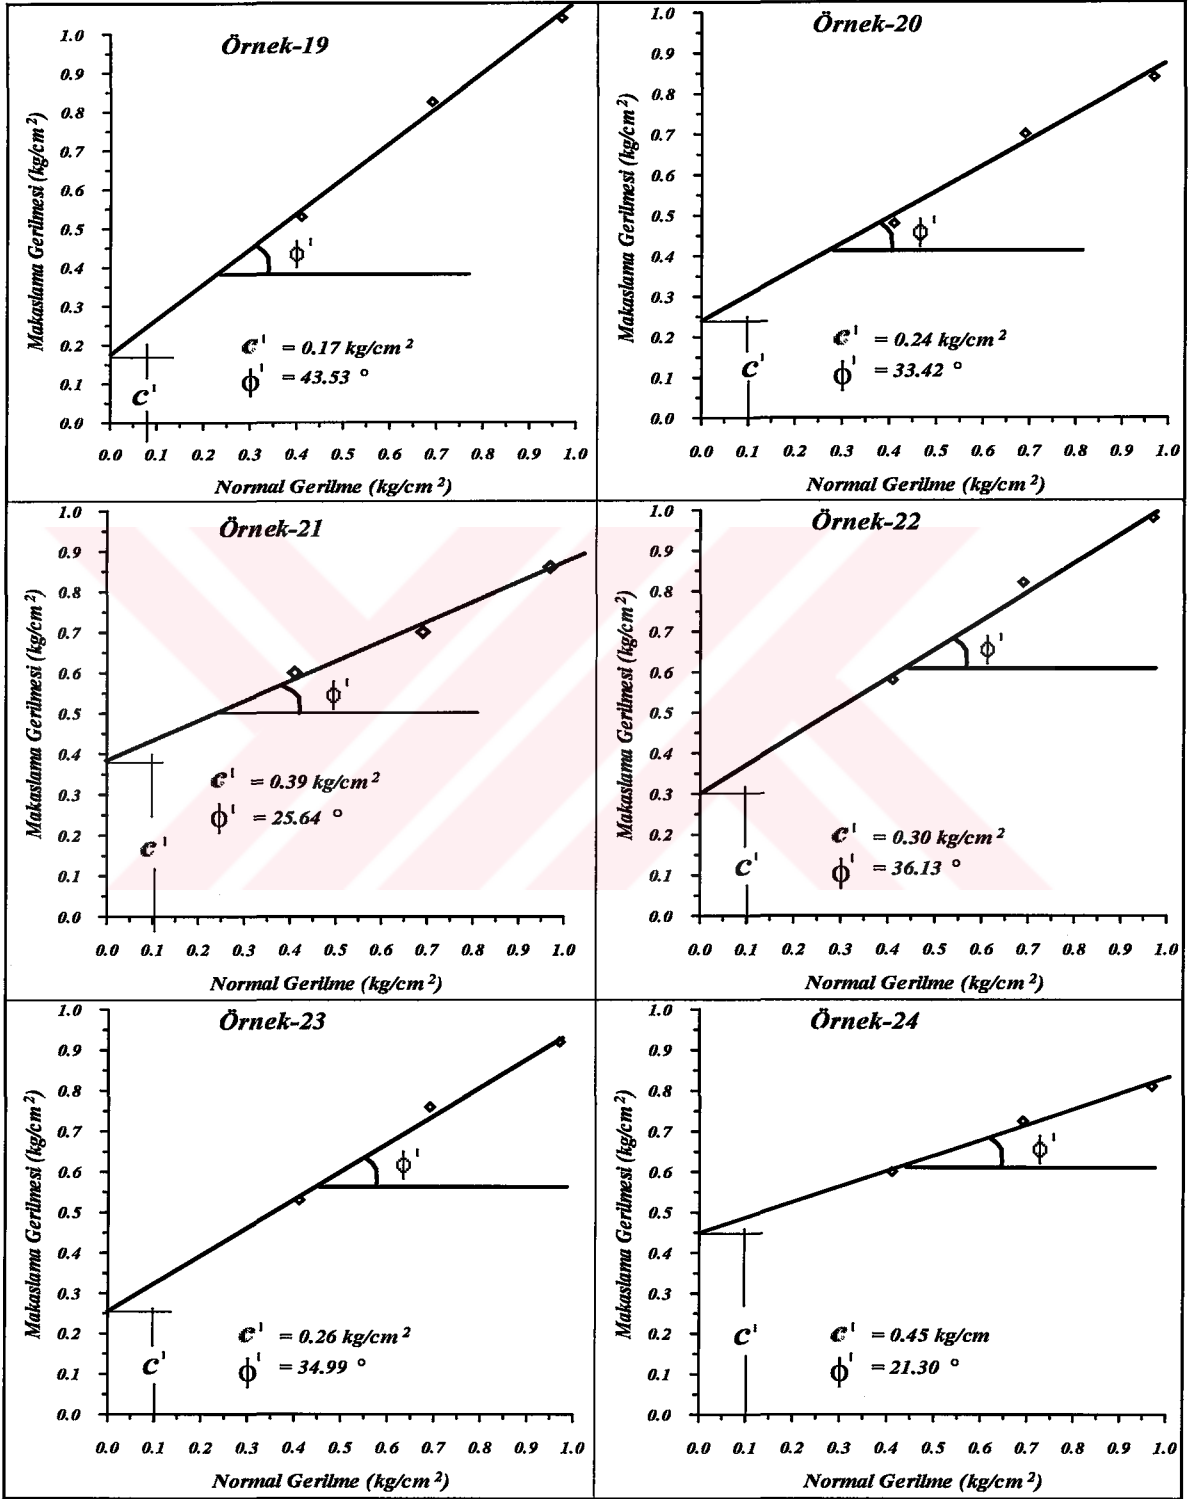 Örnek-19
Makaslama Gerilmesi (kg/cm²)
1.0
0.9
0.8
0.7
0.6
0.5
0.4
0.3
0.2
0.1
0.0
ϕ'
c' = 0.17 kg/cm²
ϕ' = 43.53 °
c'
0.0 0.1 0.2 0.3 0.4 0.5 0.6 0.7 0.8 0.9 1.0
Normal Gerilme (kg/cm²)
Örnek-20
Makaslama Gerilmesi (kg/cm²)
1.0
0.9
0.8
0.7
0.6
0.5
0.4
0.3
0.2
0.1
0.0
ϕ'
c' = 0.24 kg/cm²
ϕ' = 33.42 °
c'
0.0 0.1 0.2 0.3 0.4 0.5 0.6 0.7 0.8 0.9 1.0
Normal Gerilme (kg/cm²)
Örnek-21
Makaslama Gerilmesi (kg/cm²)
1.0
0.9
0.8
0.7
0.6
0.5
0.4
0.3
0.2
0.1
0.0
ϕ'
c' = 0.39 kg/cm²
ϕ' = 25.64 °
c'
0.0 0.1 0.2 0.3 0.4 0.5 0.6 0.7 0.8 0.9 1.0
Normal Gerilme (kg/cm²)
Örnek-22
Makaslama Gerilmesi (kg/cm²)
1.0
0.9
0.8
0.7
0.6
0.5
0.4
0.3
0.2
0.1
0.0
ϕ'
c' = 0.30 kg/cm²
ϕ' = 36.13 °
c'
0.0 0.1 0.2 0.3 0.4 0.5 0.6 0.7 0.8 0.9 1.0
Normal Gerilme (kg/cm²)
Örnek-23
Makaslama Gerilmesi (kg/cm²)
1.0
0.9
0.8
0.7
0.6
0.5
0.4
0.3
0.2
0.1
0.0
ϕ'
c' = 0.26 kg/cm²
ϕ' = 34.99 °
c'
0.0 0.1 0.2 0.3 0.4 0.5 0.6 0.7 0.8 0.9 1.0
Normal Gerilme (kg/cm²)
Örnek-24
Makaslama Gerilmesi (kg/cm²)
1.0
0.9
0.8
0.7
0.6
0.5
0.4
0.3
0.2
0.1
0.0
ϕ'
c' = 0.45 kg/cm
ϕ' = 21.30 °
c'
0.0 0.1 0.2 0.3 0.4 0.5 0.6 0.7 0.8 0.9 1.0
Normal Gerilme (kg/cm²)